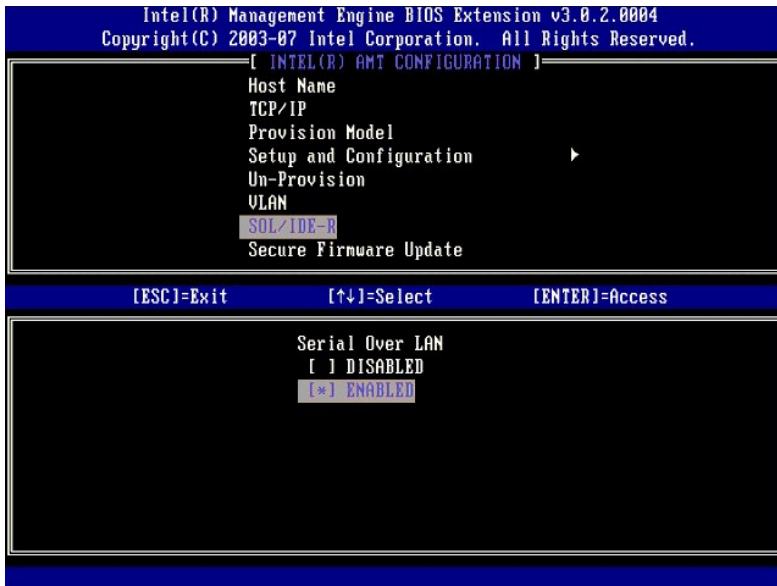 Intel(R) Management Engine BIOS Extension v3.0.2.0004
Copyright(C) 2003-07 Intel Corporation. All Rights Reserved.
[ INTEL(R) AMT CONFIGURATION ]
Host Name
TCP/IP
Provision Model
Setup and Configuration
Un-Provision
VLAN
SOL/IDE-R
Secure Firmware Update
[ESC]=Exit [↑↓]=Select [ENTER]=Access
Serial Over LAN
[ ] DISABLED
[*] ENABLED